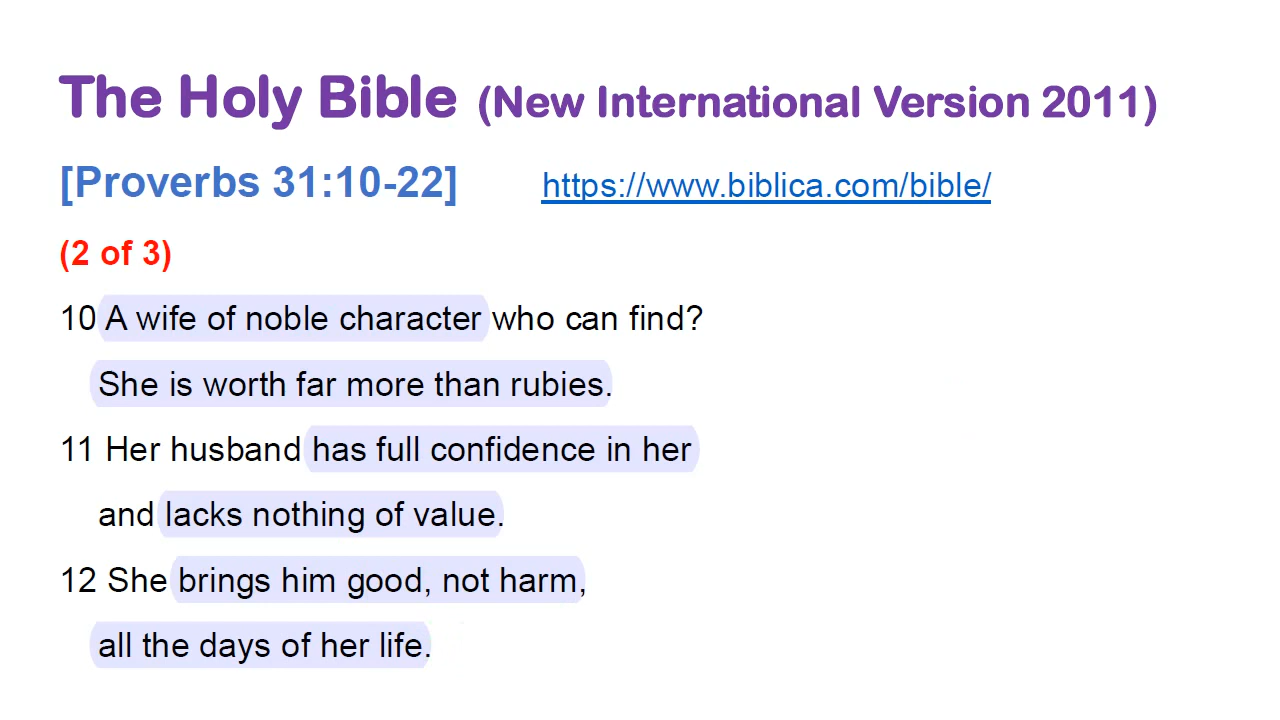 The Holy Bible (New International Version 2011)
[Proverbs 31:10-22] https://www.biblica.com/bible/
(2 of 3)
10 A wife of noble character who can find?
She is worth far more than rubies.
11 Her husband has full confidence in her
and lacks nothing of value.
12 She brings him good, not harm,
all the days of her life.